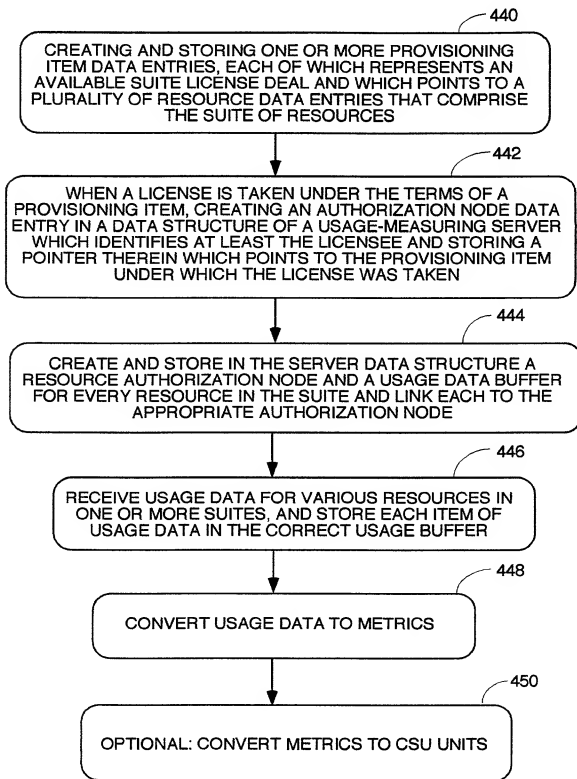 440
CREATING AND STORING ONE OR MORE PROVISIONING
ITEM DATA ENTRIES, EACH OF WHICH REPRESENTS AN
AVAILABLE SUITE LICENSE DEAL AND WHICH POINTS TO
A PLURALITY OF RESOURCE DATA ENTRIES THAT COMPRISE
THE SUITE OF RESOURCES
442
WHEN A LICENSE IS TAKEN UNDER THE TERMS OF A
PROVISIONING ITEM, CREATING AN AUTHORIZATION NODE DATA
ENTRY IN A DATA STRUCTURE OF A USAGE-MEASURING SERVER
WHICH IDENTIFIES AT LEAST THE LICENSEE AND STORING A
POINTER THEREIN WHICH POINTS TO THE PROVISIONING ITEM
UNDER WHICH THE LICENSE WAS TAKEN
444
CREATE AND STORE IN THE SERVER DATA STRUCTURE A
RESOURCE AUTHORIZATION NODE AND A USAGE DATA BUFFER
FOR EVERY RESOURCE IN THE SUITE AND LINK EACH TO THE
APPROPRIATE AUTHORIZATION NODE
446
RECEIVE USAGE DATA FOR VARIOUS RESOURCES IN
ONE OR MORE SUITES, AND STORE EACH ITEM OF
USAGE DATA IN THE CORRECT USAGE BUFFER
448
CONVERT USAGE DATA TO METRICS
450
OPTIONAL: CONVERT METRICS TO CSU UNITS